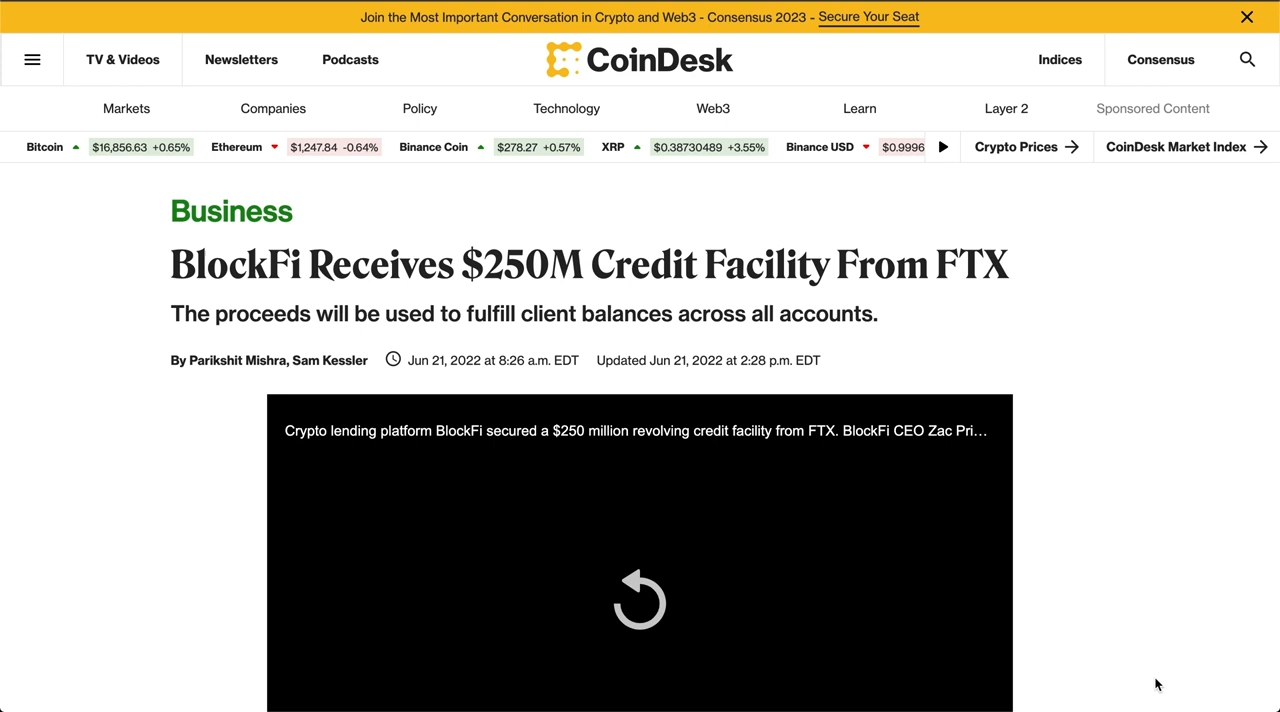 Join the Most Important Conversation in Crypto and Web3 - Consensus 2023 - Secure Your Seat
TV & Videos Newsletters Podcasts CoinDesk Indices Consensus
Markets Companies Policy Technology Web3 Learn Layer 2 Sponsored Content
Bitcoin $16,856.63 +0.65% Ethereum $1,247.84 -0.64% Binance Coin $278.27 +0.57% XRP $0.38730489 +3.55% Binance USD $0.9996 Crypto Prices CoinDesk Market Index
Business
BlockFi Receives $250M Credit Facility From FTX
The proceeds will be used to fulfill client balances across all accounts.
By Parikshit Mishra, Sam Kessler Jun 21, 2022 at 8:26 a.m. EDT Updated Jun 21, 2022 at 2:28 p.m. EDT
Crypto lending platform BlockFi secured a $250 million revolving credit facility from FTX. BlockFi CEO Zac Pri...